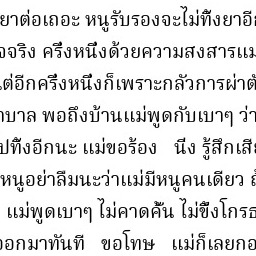 ยาต่อเถอะ หนูรับรองจะไม่ทิ้งยาอี
จจริง ครึ่งหนึ่งด้วยความสงสารแม
ต่อีกครึ่งหนึ่งก็เพราะกลัวการผ่าตั
บาล พอถึงบ้านแม่พูดกับเบาๆ ว่า
ปทิ้งอีกนะ แม่ขอร้อง นีง รู้สึกเสี
หนูอย่าลืมนะว่าแม่มีหนูคนเดียว ถ้
แม่พูดเบาๆ ไม่คาดคั้น ไม่ขึ้งโกรธ
ออกมาทันที ขอโทษ แม่ก็เลยกอ